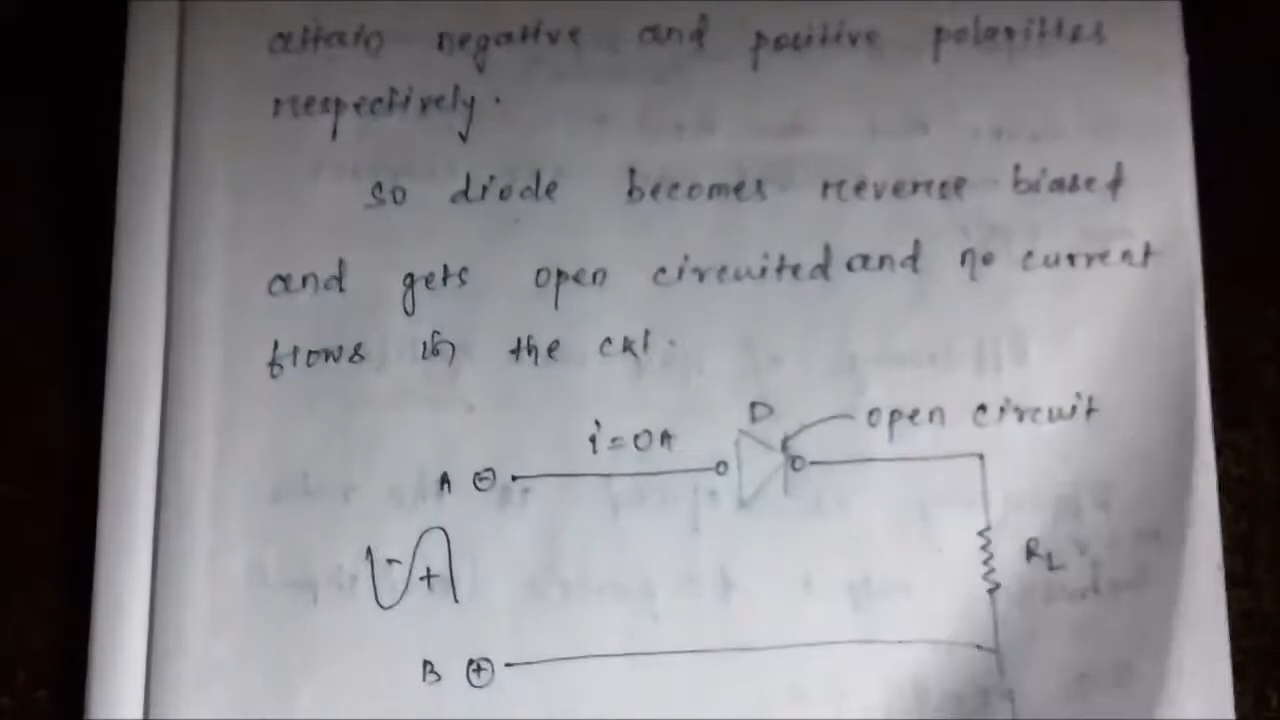 attain negative and positive polarities
respectively.
so diode becomes reverse biased
and gets open circuited and no current
flows in the ckt.
D
open circuit
i=0A
A ⊖
- +
RL
B ⊕